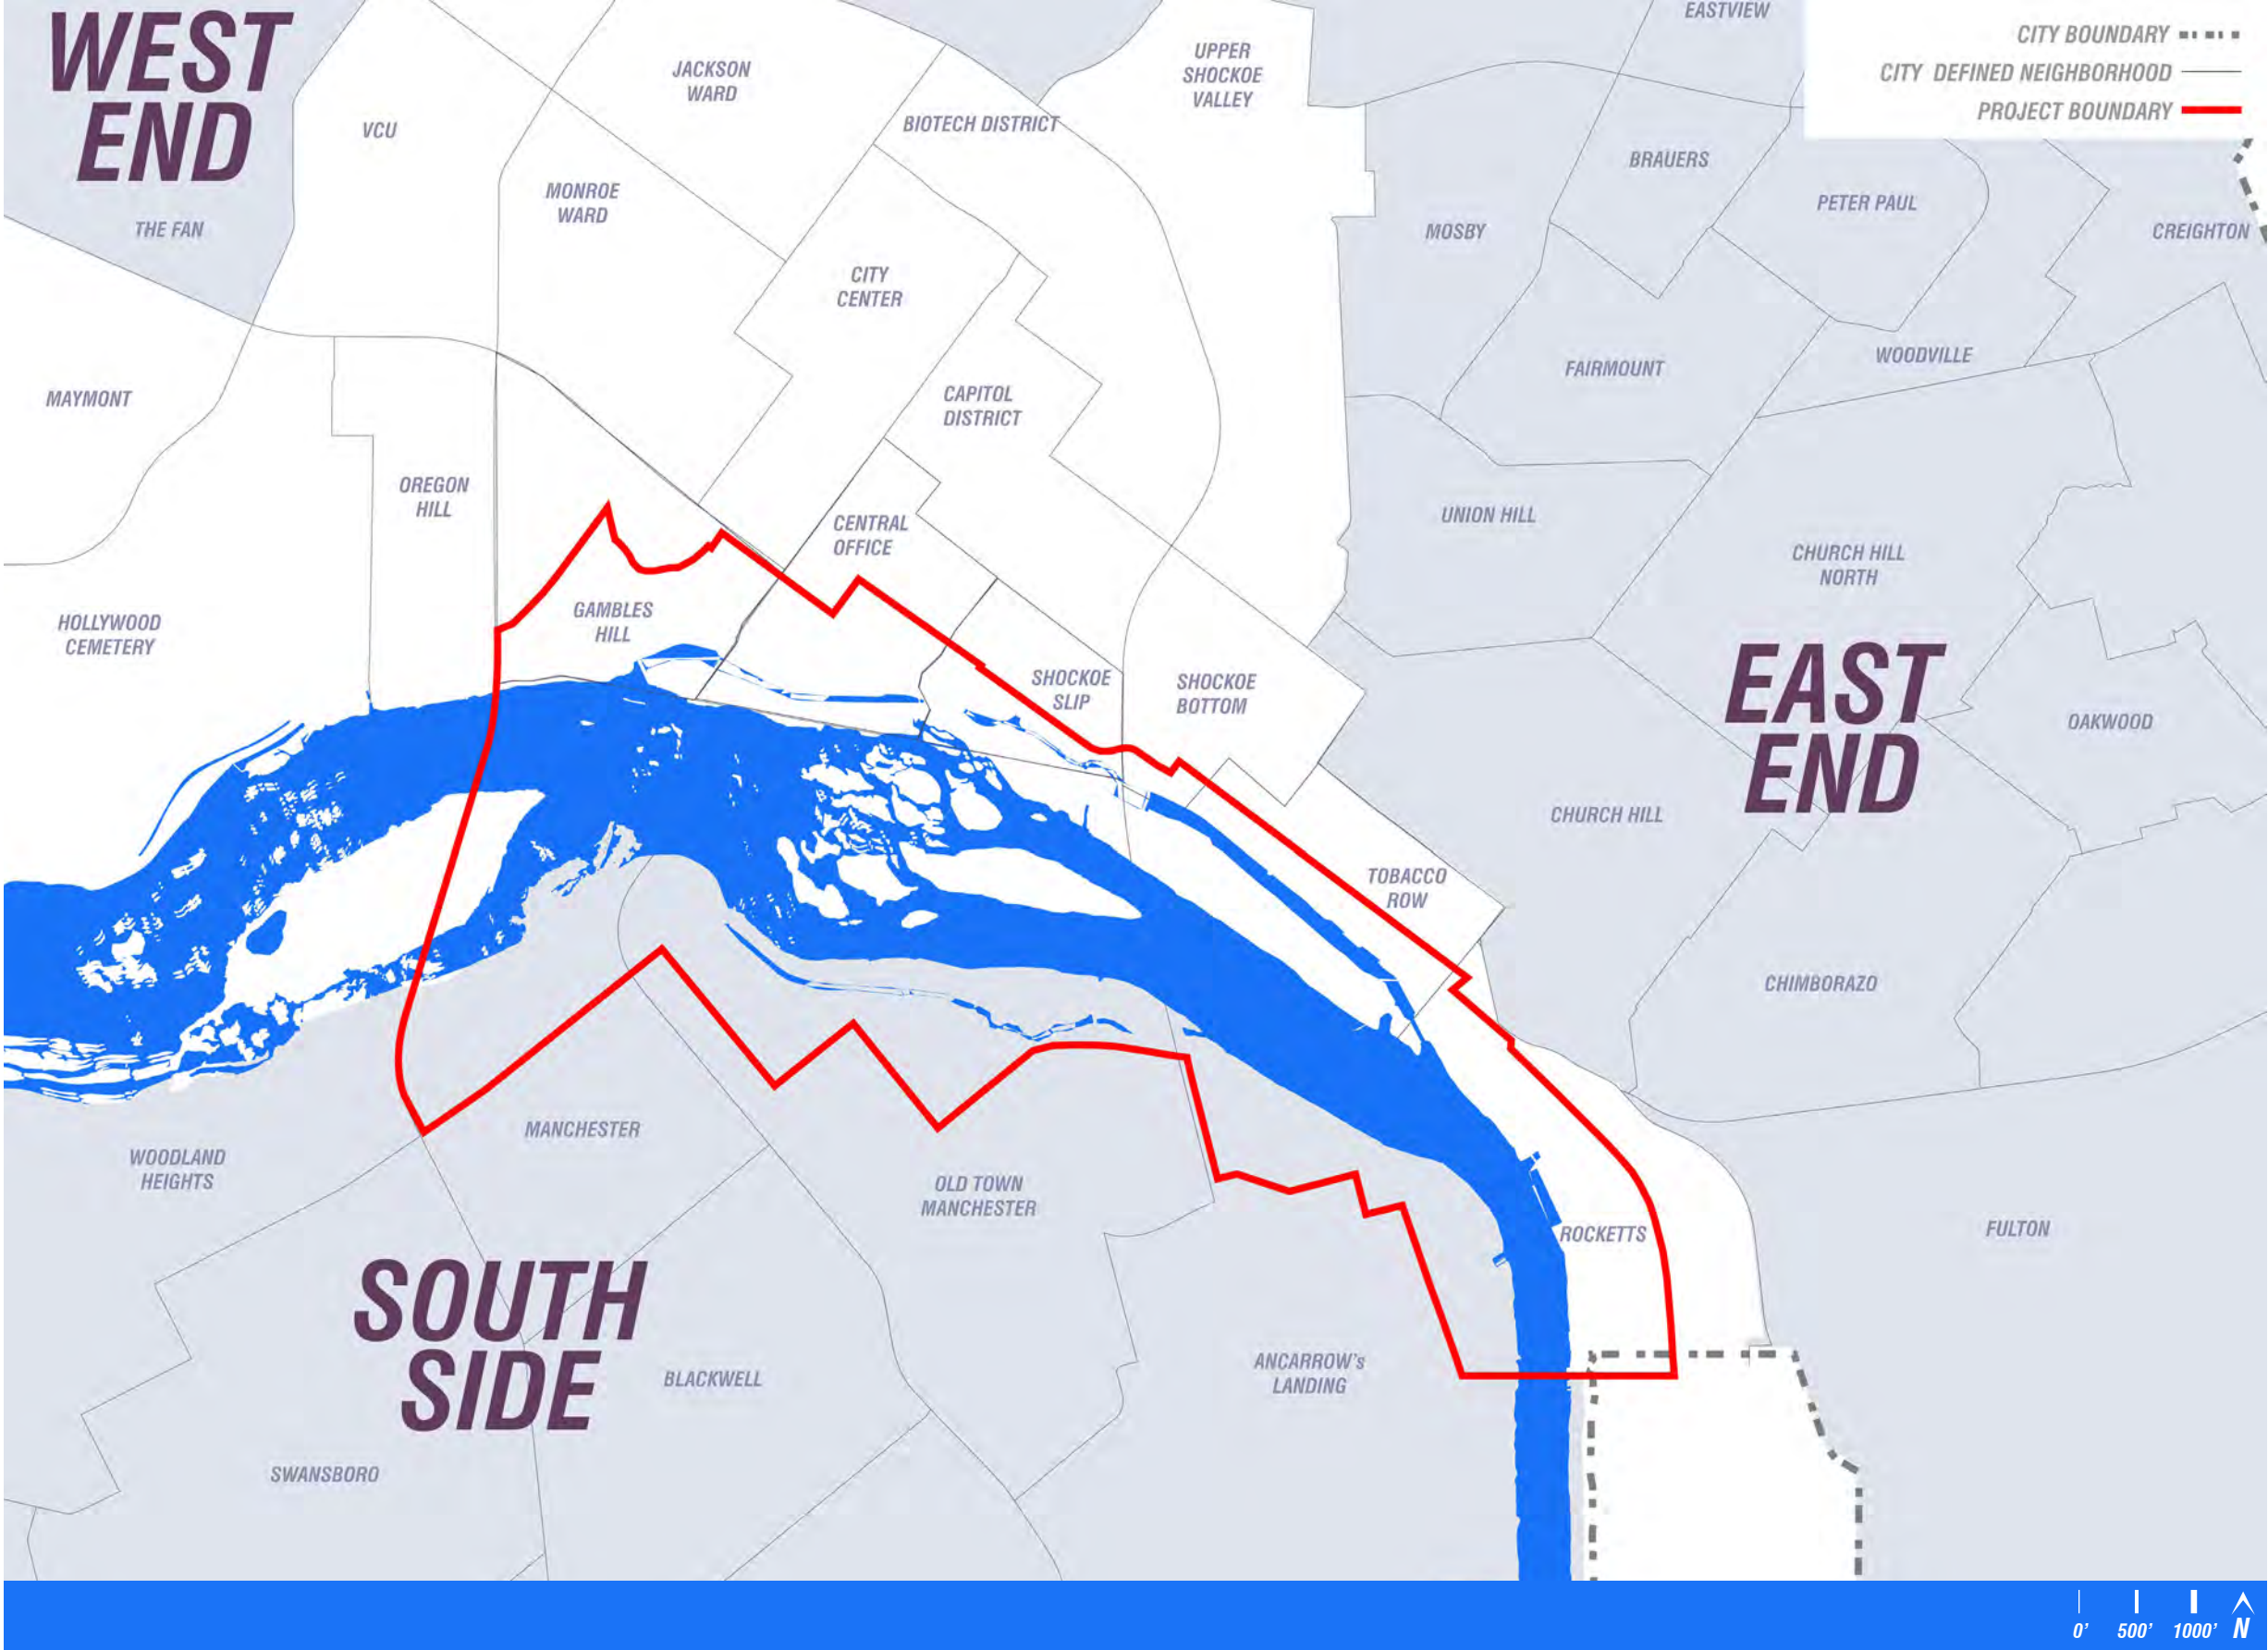 WEST
END
EASTVIEW
CITY BOUNDARY
CITY DEFINED NEIGHBORHOOD
PROJECT BOUNDARY
UPPER
SHOCKOE
VALLEY
JACKSON
WARD
VCU
BIOTECH DISTRICT
BRAUERS
MONROE
WARD
PETER PAUL
THE FAN
MOSBY
CREIGHTON
CITY
CENTER
FAIRMOUNT
WOODVILLE
MAYMONT
CAPITOL
DISTRICT
OREGON
HILL
CENTRAL
OFFICE
UNION HILL
CHURCH HILL
NORTH
GAMBLES
HILL
HOLLYWOOD
CEMETERY
EAST
END
SHOCKOE
SLIP
SHOCKOE
BOTTOM
OAKWOOD
CHURCH HILL
TOBACCO
ROW
CHIMBORAZO
MANCHESTER
WOODLAND
HEIGHTS
OLD TOWN
MANCHESTER
ROCKETTS
FULTON
SOUTH
SIDE
BLACKWELL
ANCARROW's
LANDING
SWANSBORO
0' 500' 1000' N